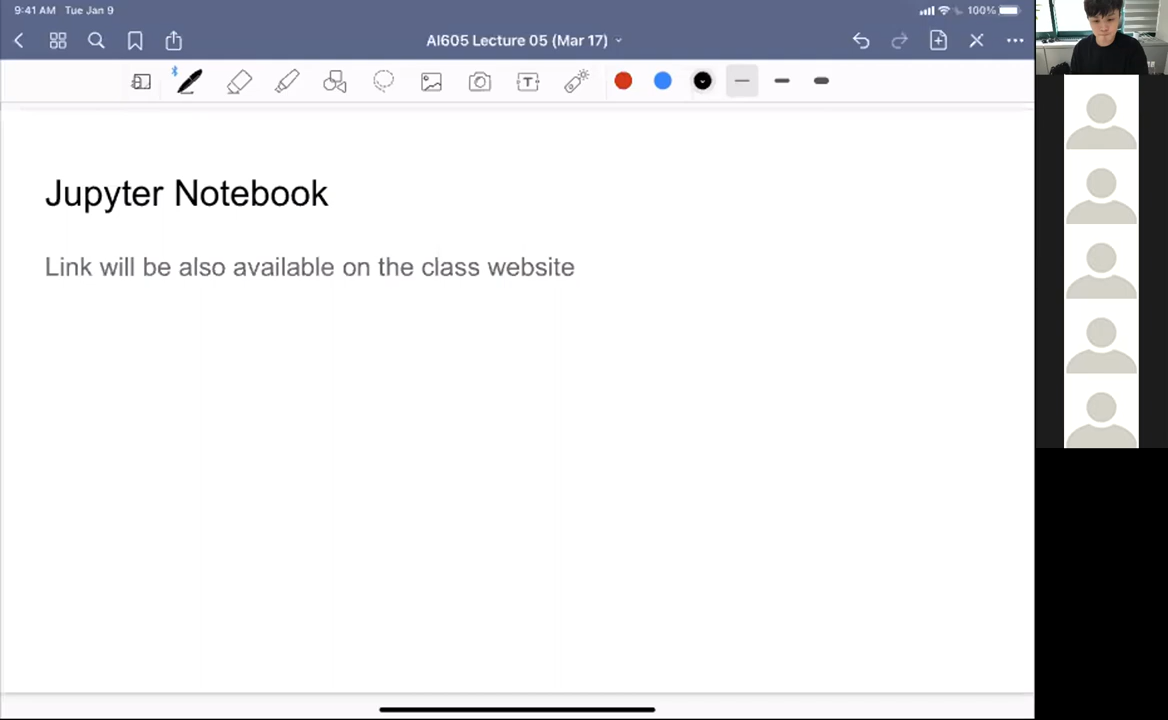 9:41 AM Tue Jan 9
100%
AI605 Lecture 05 (Mar 17)
T
Jupyter Notebook
Link will be also available on the class website